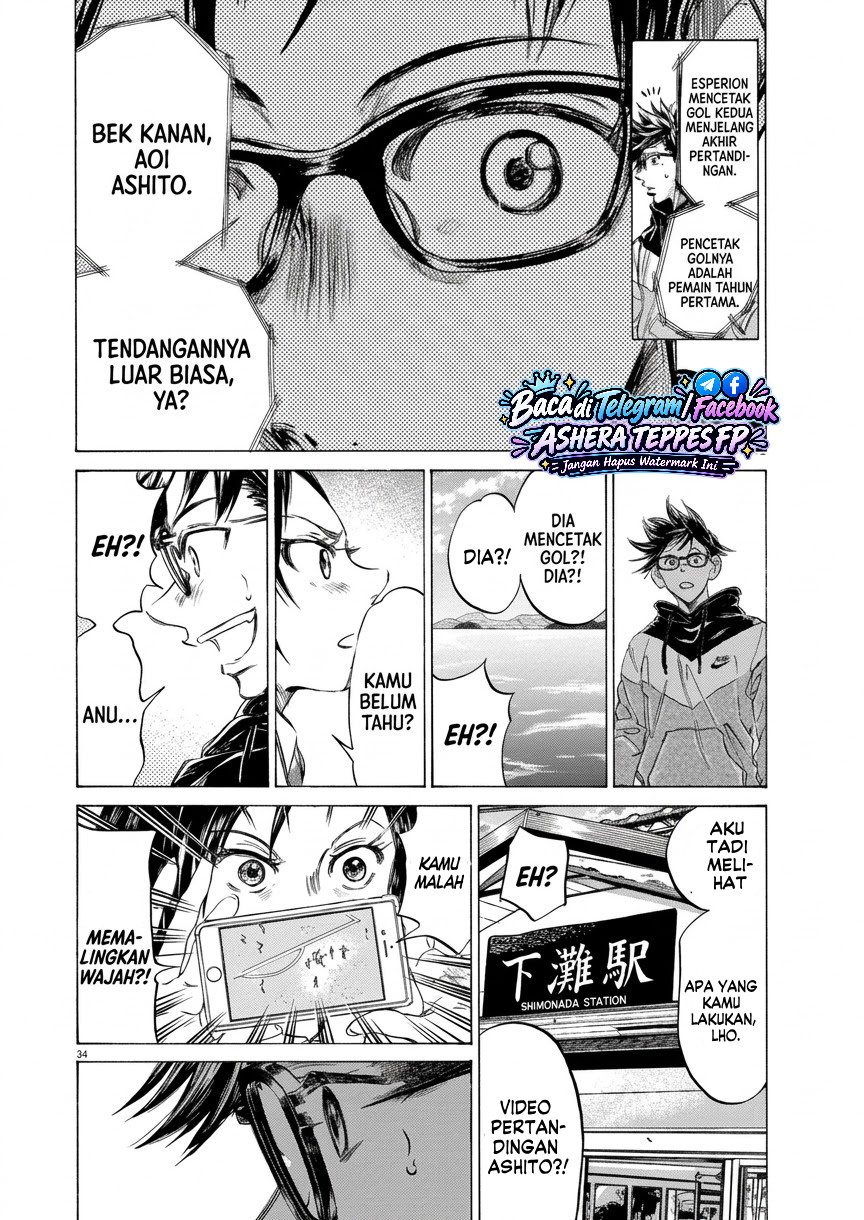 ESPERION
MENCETAK
GOL KEDUA
MENJELANG
AKHIR
PERTANDI-
NGAN.
PENCETAK
GOLNYA
ADALAH
PEMAIN TAHUN
PERTAMA.
BEK KANAN,
AOI
ASHITO.
TENDANGANNYA
LUAR BIASA,
YA?
Baca di Telegram/Facebook
ASHERA TEPPES FP
Jangan Hapus Watermark Ini
DIA
MENCETAK
GOL?!
DIA?!
DIA?!
EH?!
KAMU
BELUM
TAHU?
EH?!
ANU...
AKU
TADI
MELI-
HAT
EH?
下灘駅
SHIMONADA STATION
APA YANG
KAMU
LAKUKAN,
LHO.
VIDEO
PERTAN-
DINGAN
ASHITO?!
KAMU
MALAH
MEMA-
LINGKAN
WAJAH?!
34